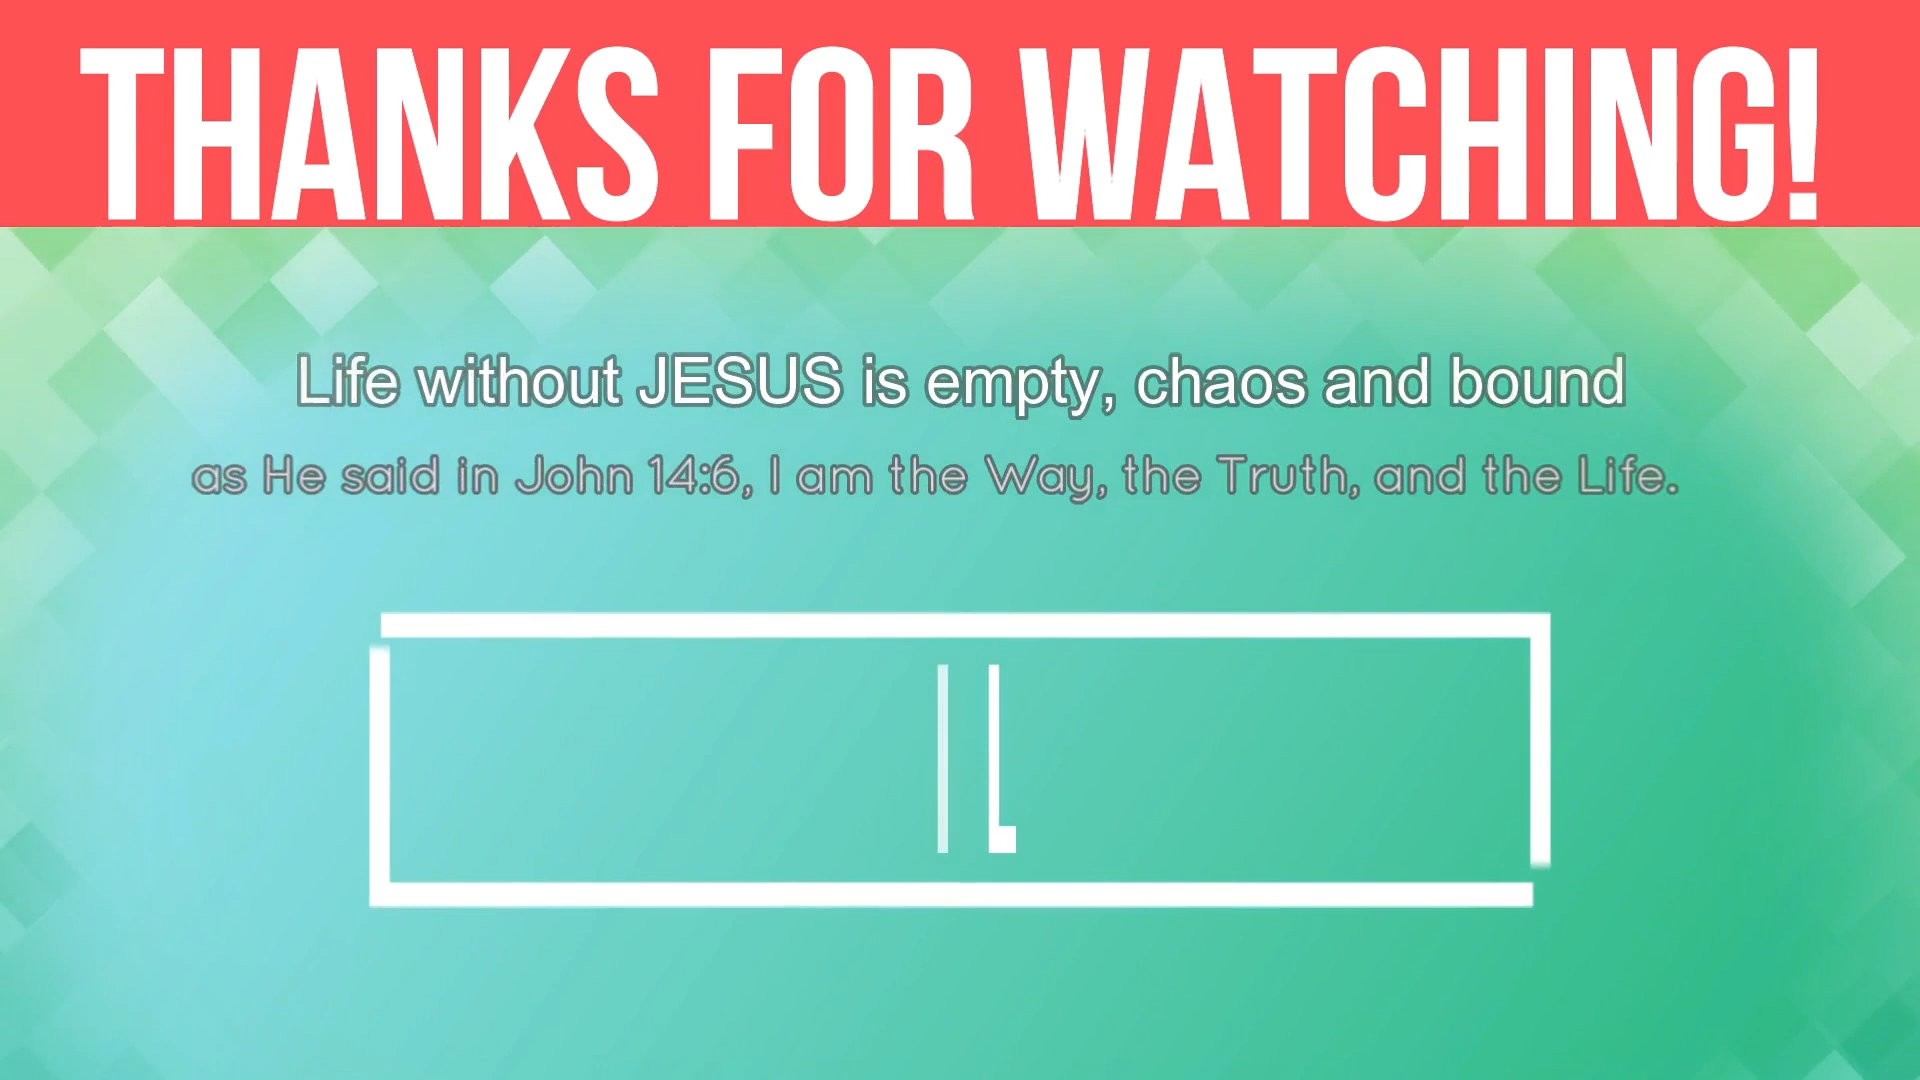 THANKS FOR WATCHING!
Life without JESUS is empty, chaos and bound
as He said in John 14:6, I am the Way, the Truth, and the Life.